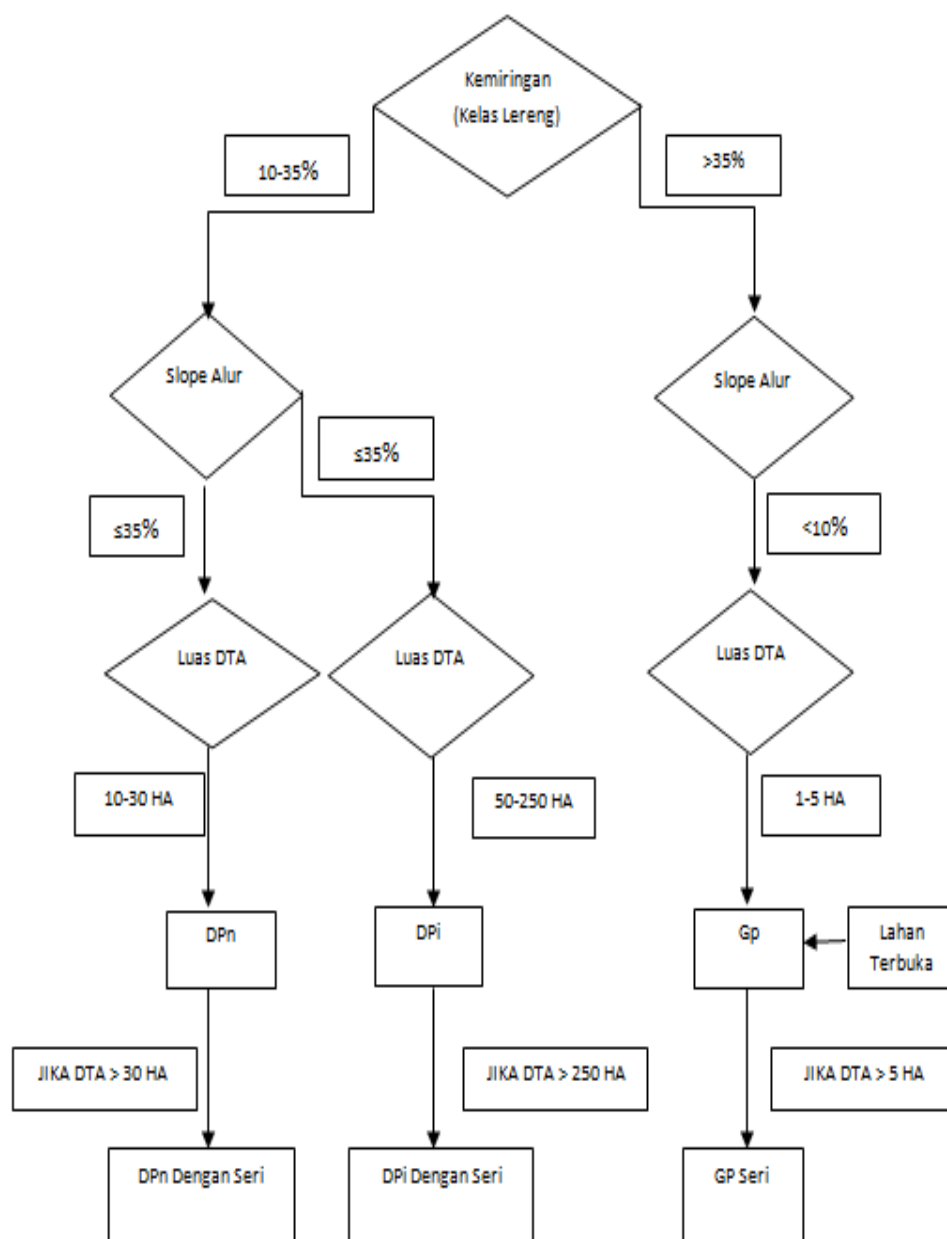 Kemiringan
(Kelas Lereng)
10-35%
>35%
Slope Alur
Slope Alur
≤35%
≤35%
<10%
Luas DTA
Luas DTA
Luas DTA
10-30 HA
50-250 HA
1-5 HA
DPn
DPi
Gp
Lahan
Terbuka
JIKA DTA > 30 HA
JIKA DTA > 250 HA
JIKA DTA > 5 HA
DPn Dengan Seri
DPi Dengan Seri
GP Seri